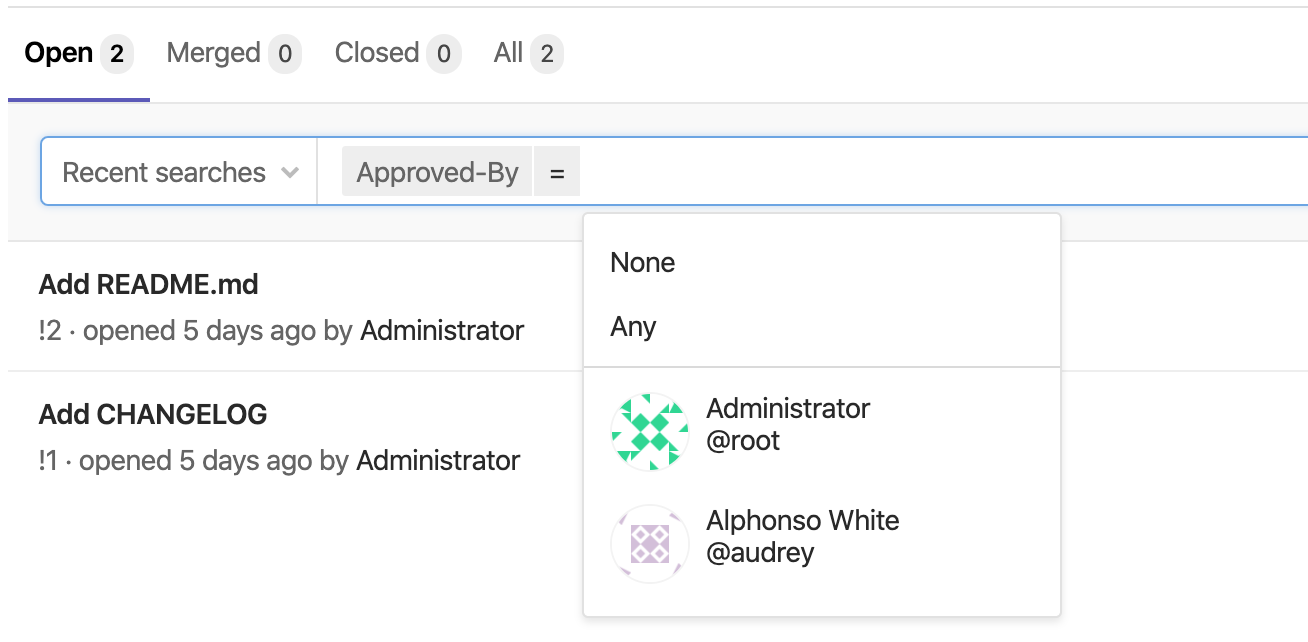 Open 2 Merged 0 Closed 0 All 2
Recent searches Approved-By =
None
Any
Administrator
@root
Alphonso White
@audrey
Add README.md
!2 · opened 5 days ago by Administrator
Add CHANGELOG
!1 · opened 5 days ago by Administrator